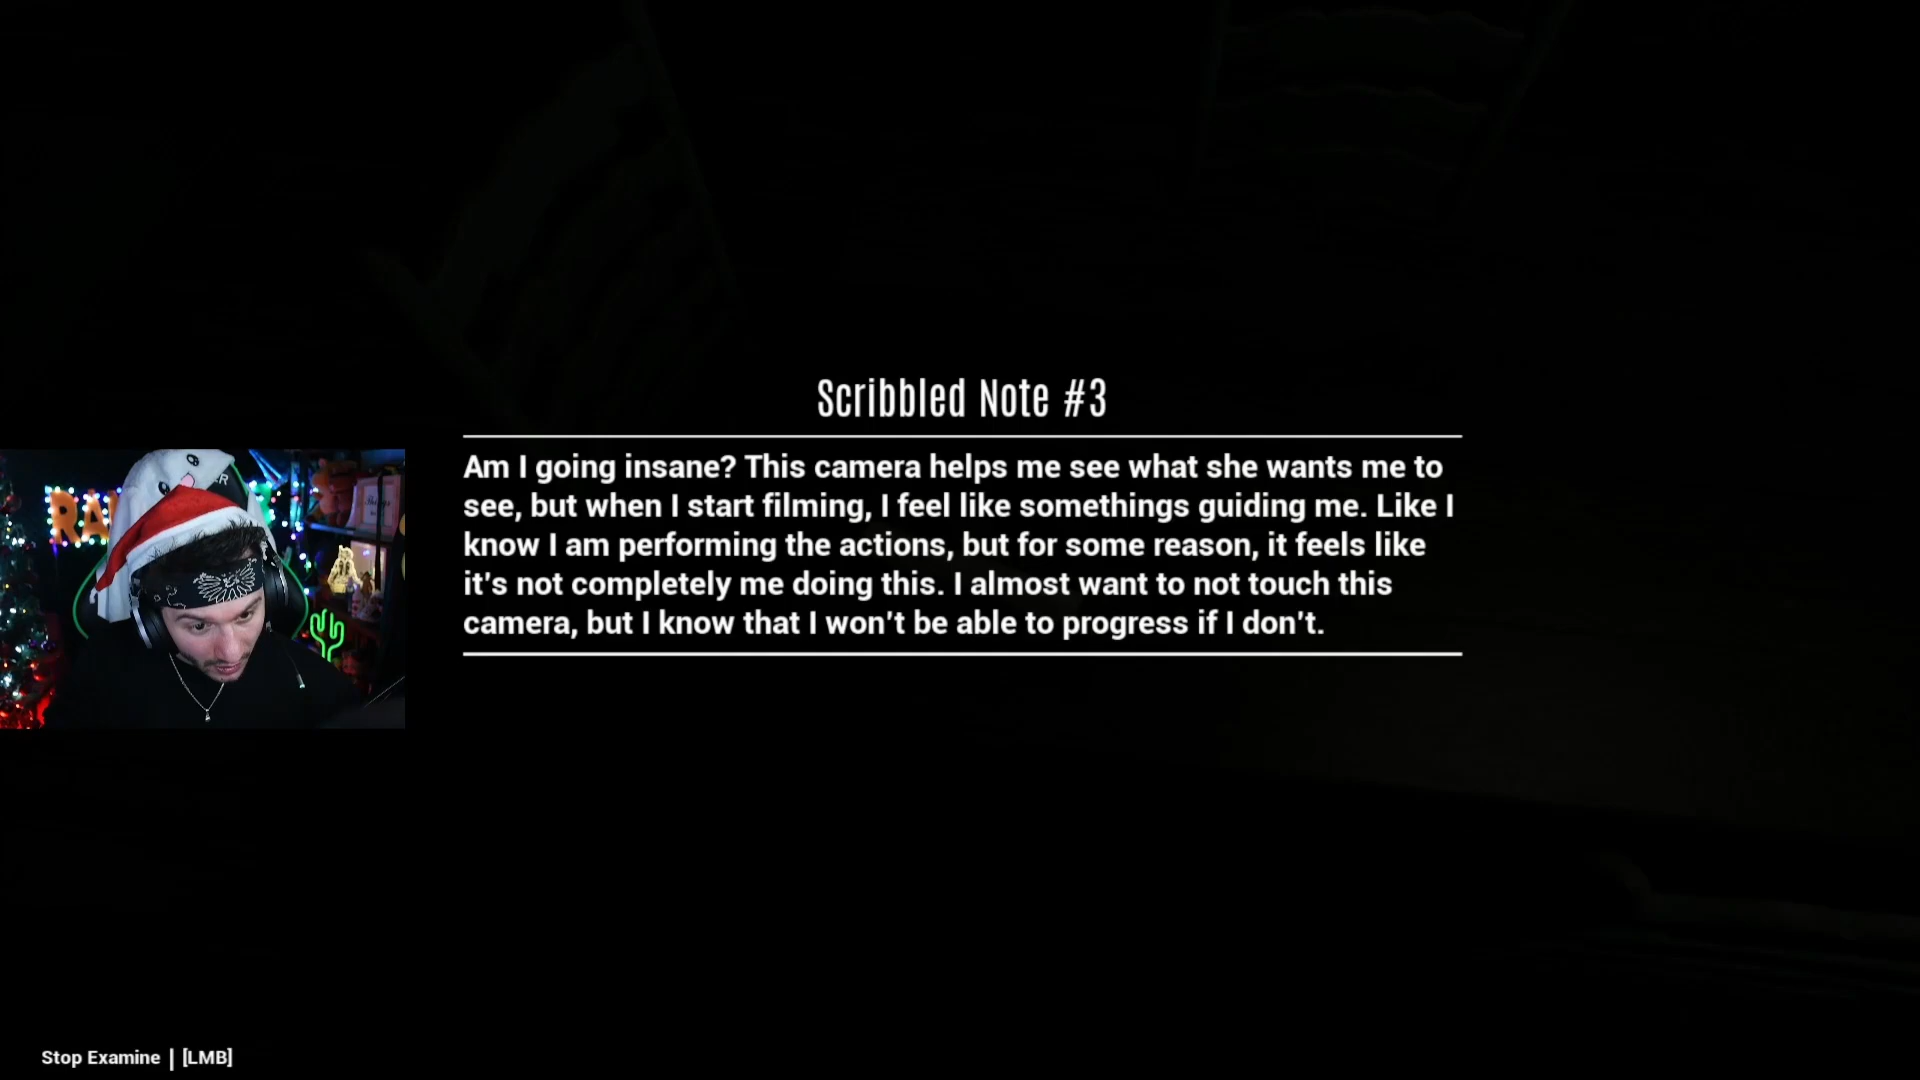 Scribbled Note #3
Am I going insane? This camera helps me see what she wants me to
see, but when I start filming, I feel like somethings guiding me. Like I
know I am performing the actions, but for some reason, it feels like
it's not completely me doing this. I almost want to not touch this
camera, but I know that I won't be able to progress if I don't.
RA
Stop Examine | [LMB]